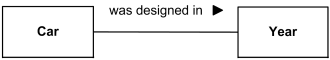 was designed in ►
Car
Year